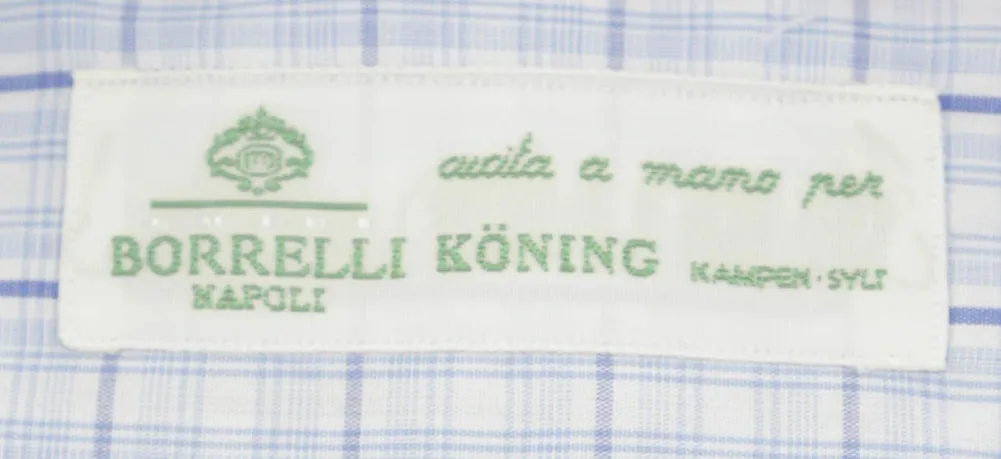 BORRELLI
NAPOLI
cucita a mano per
KÖNING KAMPEN · SYLT